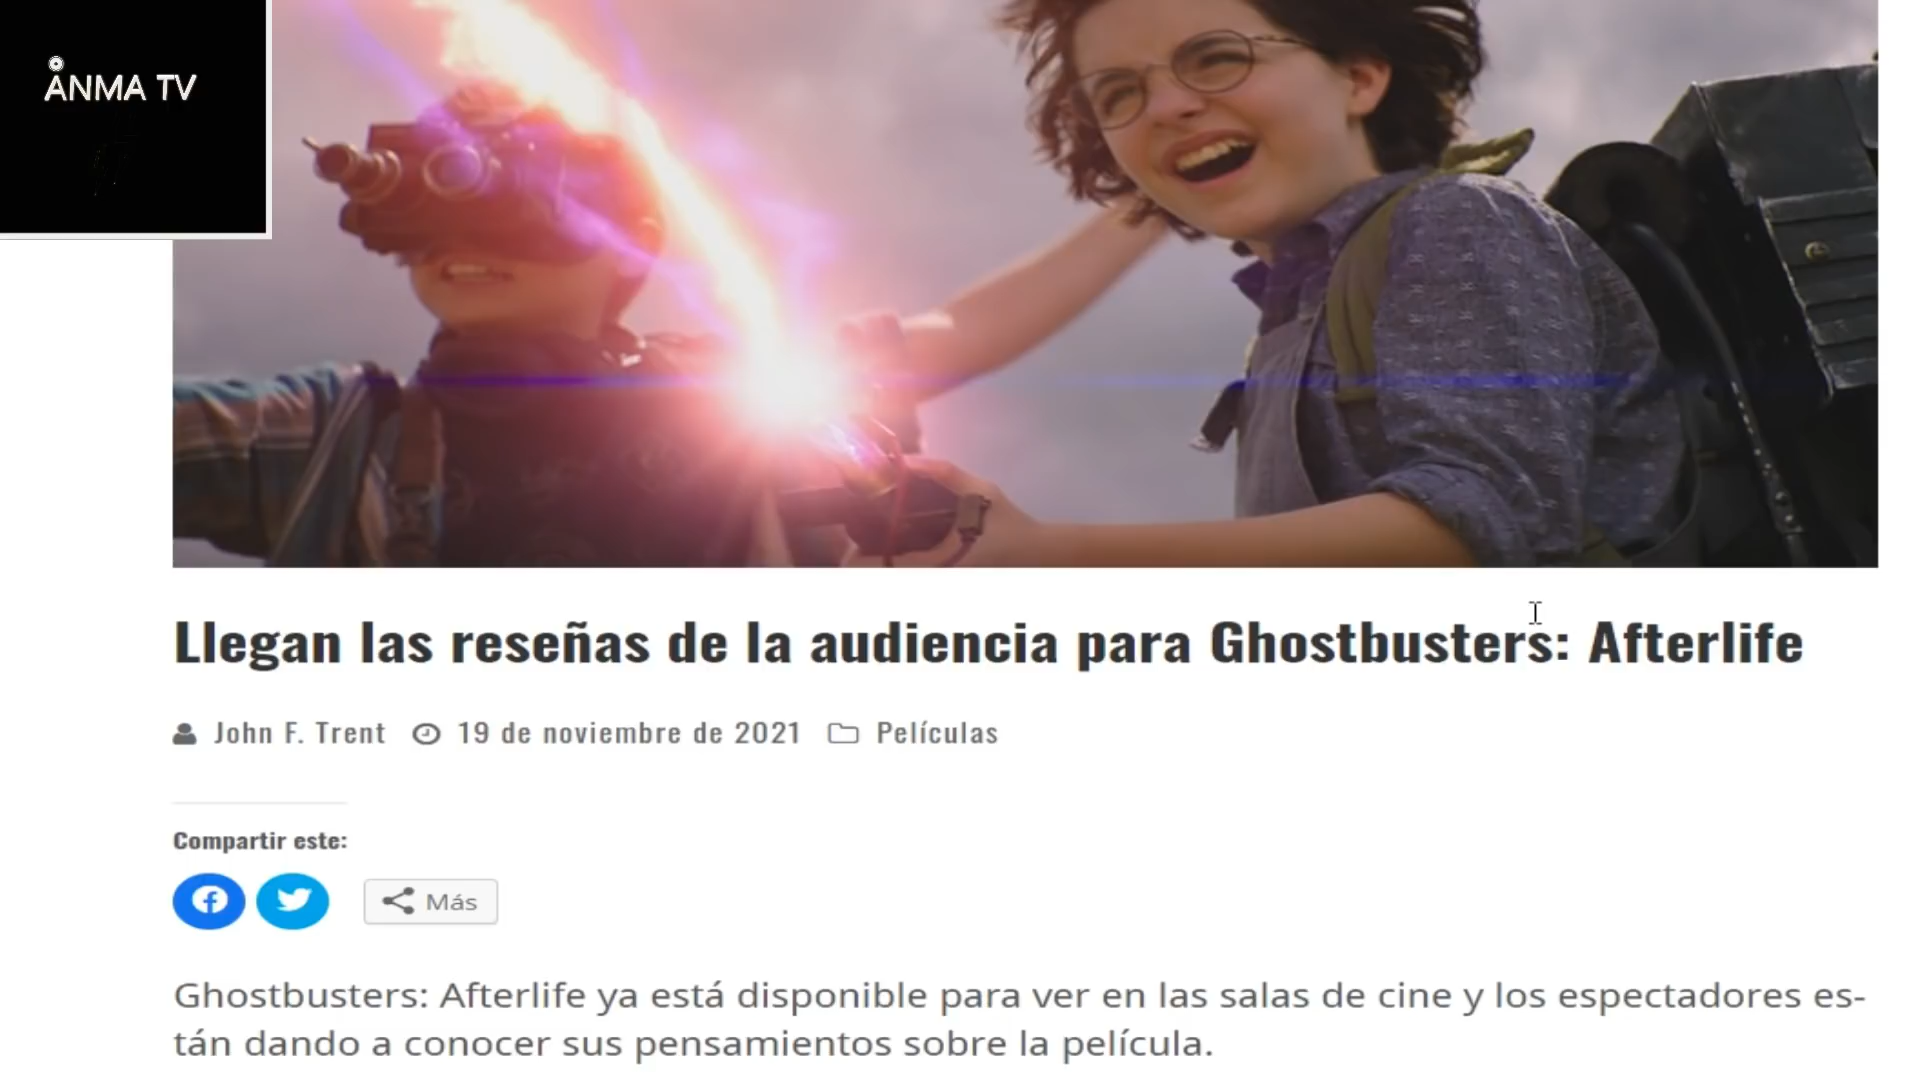 ÅNMA TV
Llegan las reseñas de la audiencia para Ghostbusters: Afterlife
John F. Trent 19 de noviembre de 2021 Películas
Compartir este:
Más
Ghostbusters: Afterlife ya está disponible para ver en las salas de cine y los espectadores es-
tán dando a conocer sus pensamientos sobre la película.